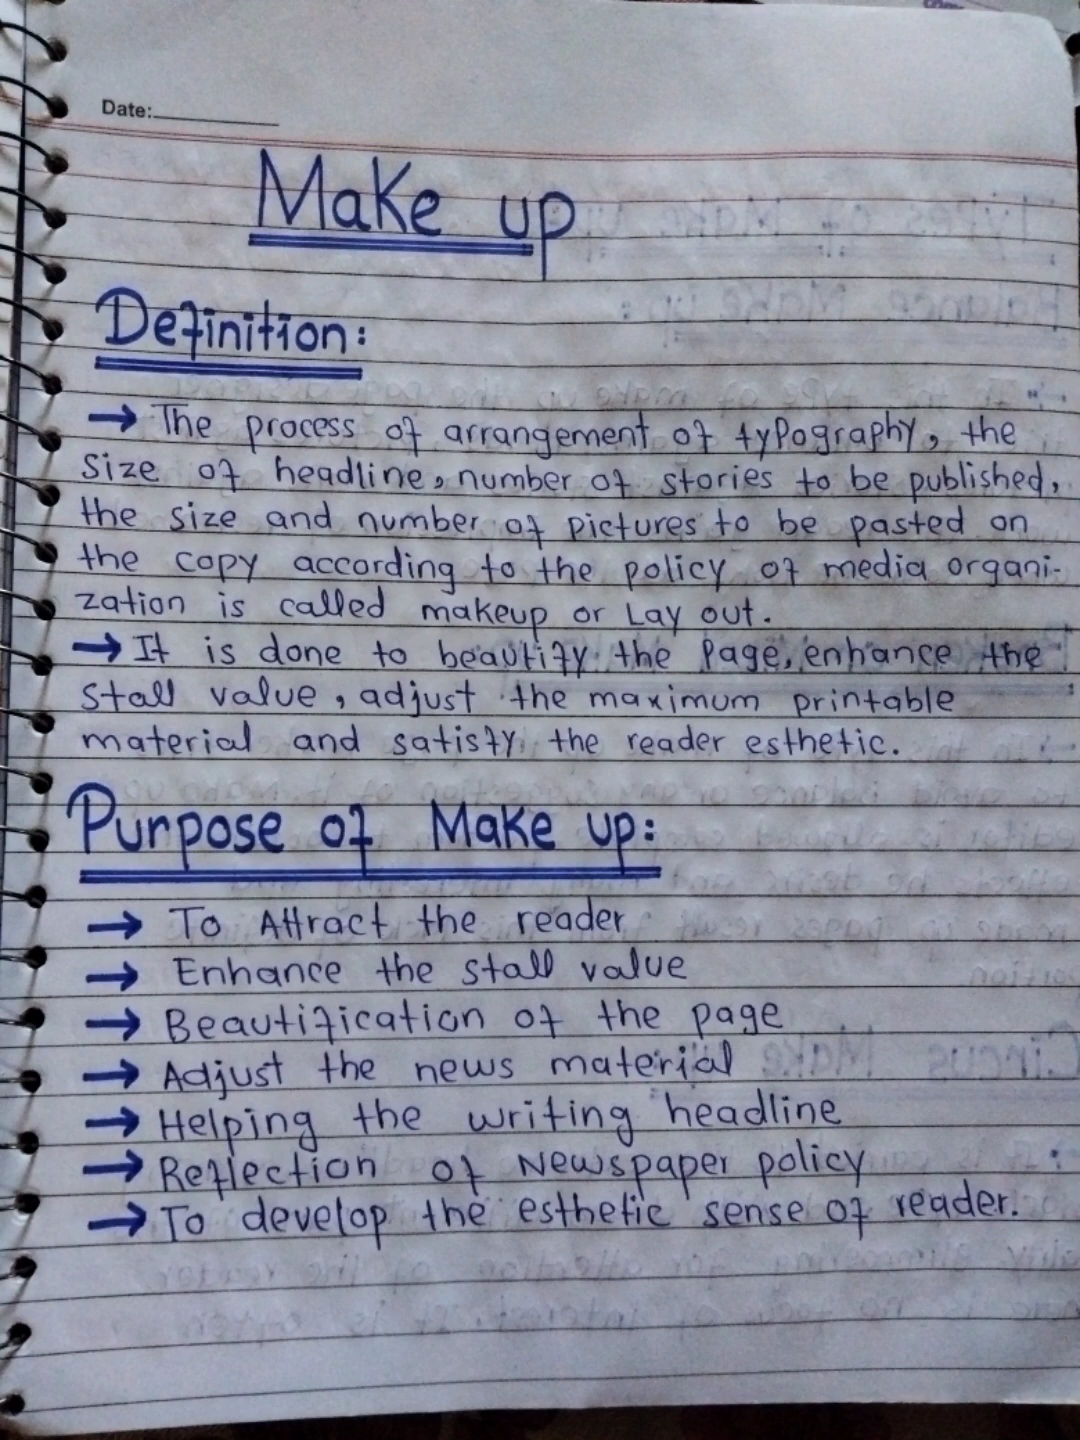 Date:
Make up
Definition:
→ The process of arrangement of typography, the
size of headline, number of stories to be published,
the size and number of pictures to be pasted on
the copy according to the policy of media organi-
zation is called makeup or Lay out.
→ It is done to beautify the Page, enhance the
Stall value, adjust the maximum printable
material and satisfy the reader esthetic.
Purpose of Make up:
→ To Attract the reader
→ Enhance the stall value
→ Beautification of the page
→ Adjust the news material
→ Helping the writing headline
→ Reflection of Newspaper policy
→ To develop the esthetic sense of reader.